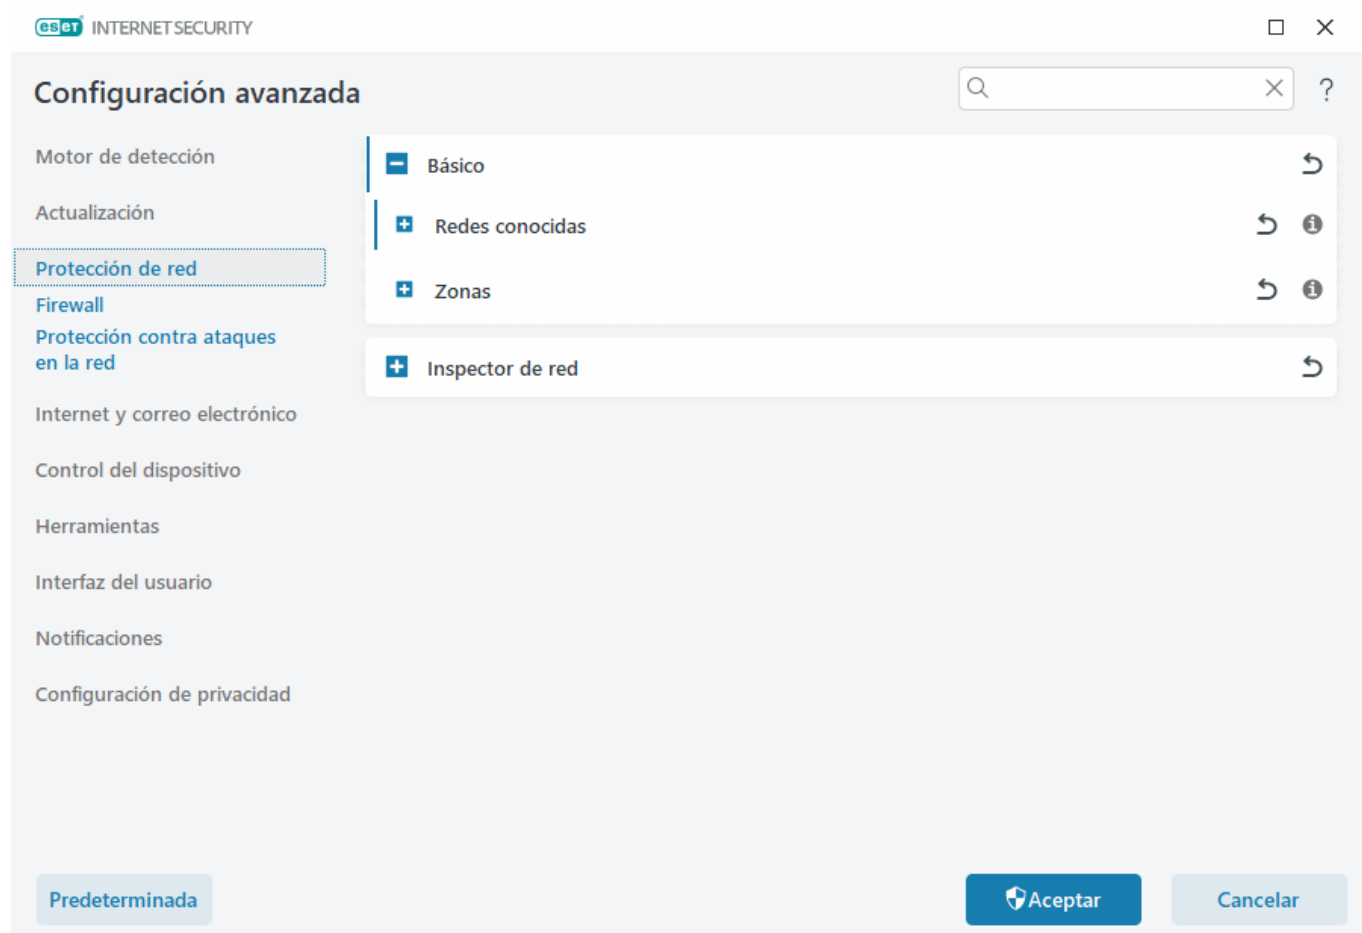 eset INTERNET SECURITY
Configuración avanzada
?
Motor de detección
Actualización
Protección de red
Firewall
Protección contra ataques
en la red
Internet y correo electrónico
Control del dispositivo
Herramientas
Interfaz del usuario
Notificaciones
Configuración de privacidad
Básico
Redes conocidas
Zonas
Inspector de red
Predeterminada
Aceptar
Cancelar